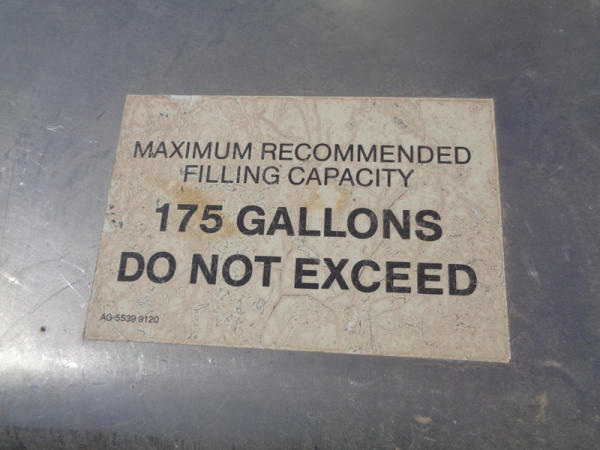 MAXIMUM RECOMMENDED
FILLING CAPACITY
175 GALLONS
DO NOT EXCEED
AG-5539-9120